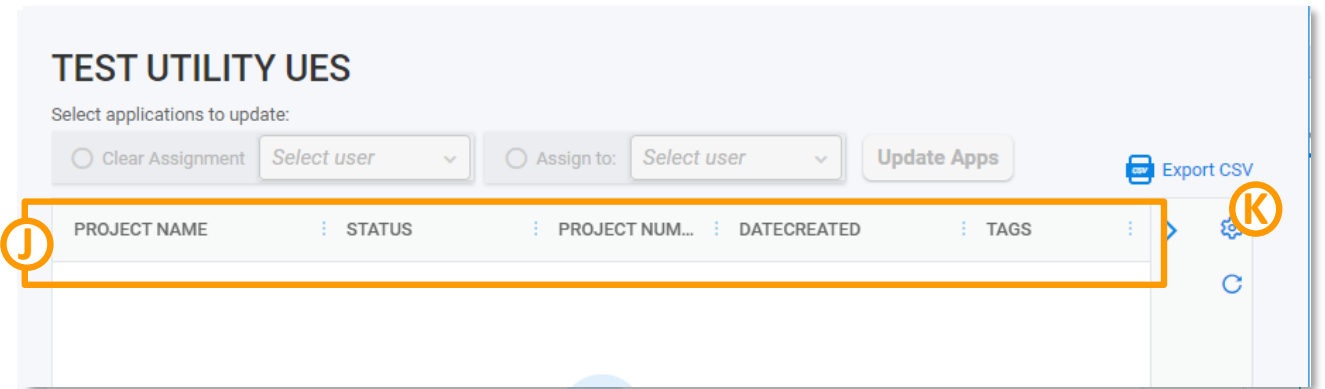 TEST UTILITY UES
Select applications to update:
Clear Assignment Select user Assign to: Select user Update Apps
CSV Export CSV
K
J PROJECT NAME STATUS PROJECT NUM... DATECREATED TAGS